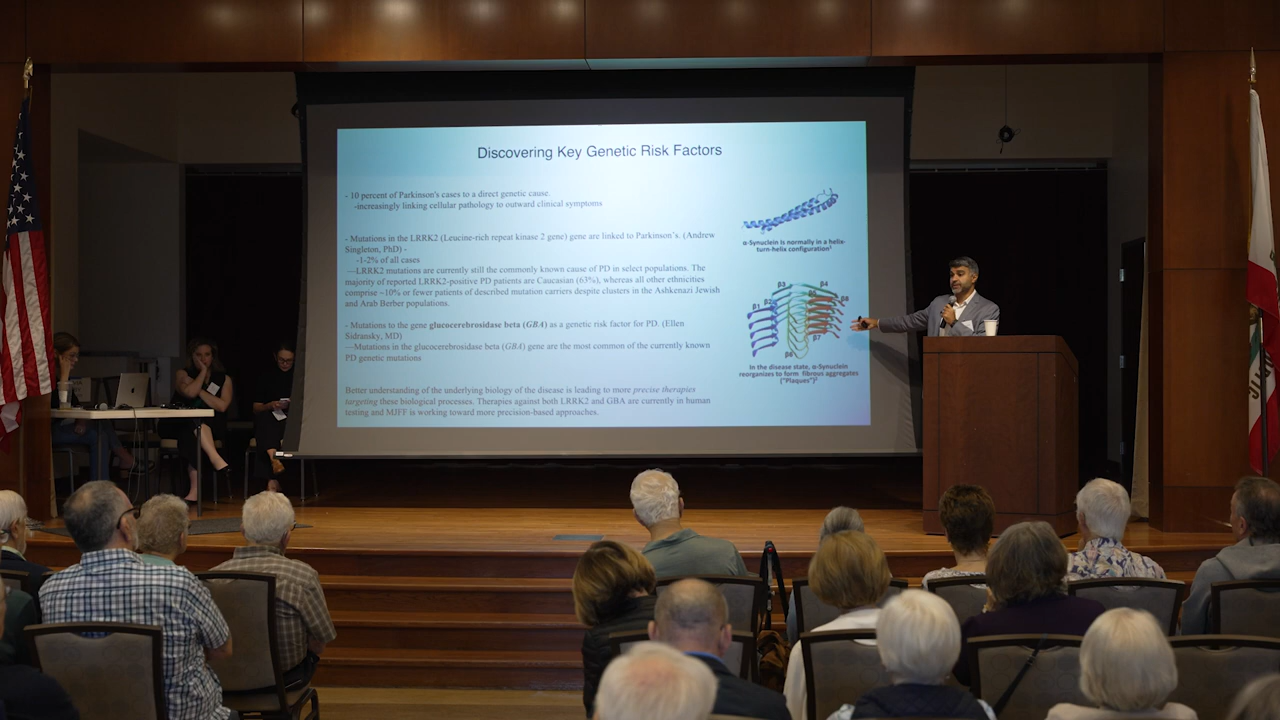 Discovering Key Genetic Risk Factors
- 10 percent of Parkinson's cases to a direct genetic cause.
-increasingly linking cellular pathology to outward clinical symptoms
- Mutations in the LRRK2 (Leucine-rich repeat kinase 2 gene) gene are linked to Parkinson's. (Andrew
Singleton, PhD) -
-1-2% of all cases
—LRRK2 mutations are currently still the commonly known cause of PD in select populations. The
majority of reported LRRK2-positive PD patients are Caucasian (63%), whereas all other ethnicities
comprise ~10% or fewer patients of described mutation carriers despite clusters in the Ashkenazi Jewish
and Arab Berber populations.
- Mutations to the gene glucocerebrosidase beta (GBA) as a genetic risk factor for PD. (Ellen
Sidransky, MD)
—Mutations in the glucocerebrosidase beta (GBA) gene are the most common of the currently known
PD genetic mutations
Better understanding of the underlying biology of the disease is leading to more precise therapies
targeting these biological processes. Therapies against both LRRK2 and GBA are currently in human
testing and MJFF is working toward more precision-based approaches.
α-Synuclein is normally in a helix-
turn-helix configuration¹
β3
β4
β1
β2
β8
β7
β6
In the disease state, α-Synuclein
reorganizes to form fibrous aggregates
("Plaques")²